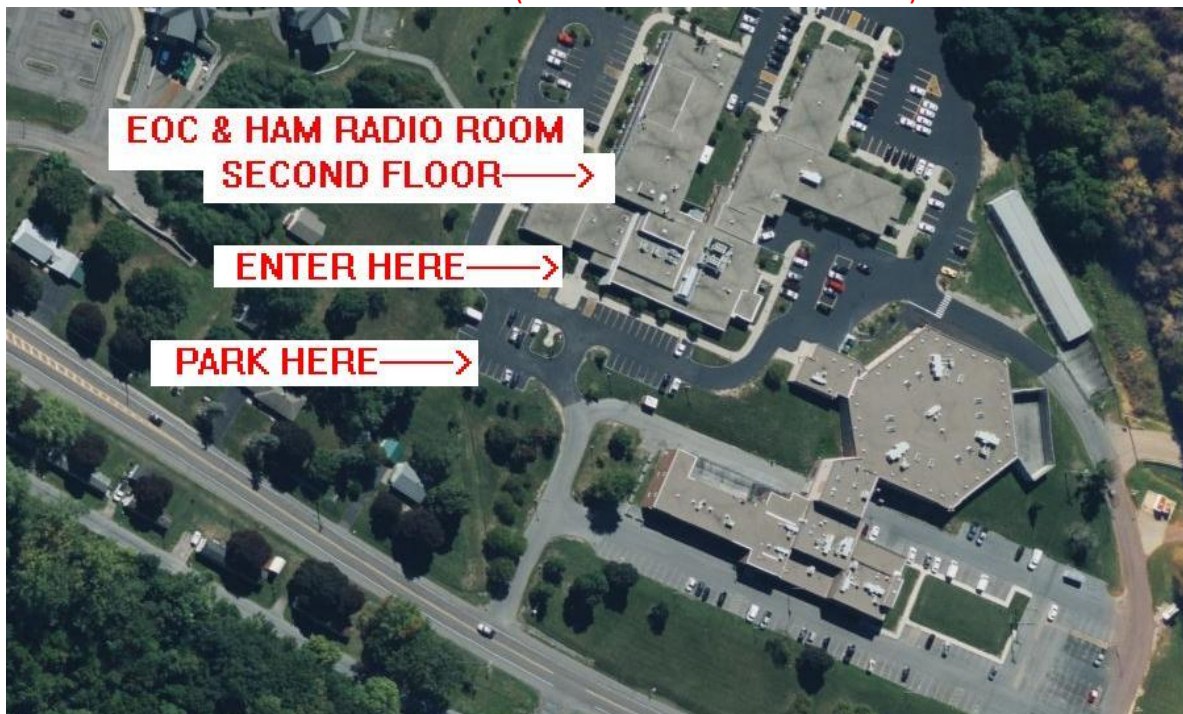 EOC & HAM RADIO ROOM
SECOND FLOOR
ENTER HERE
PARK HERE